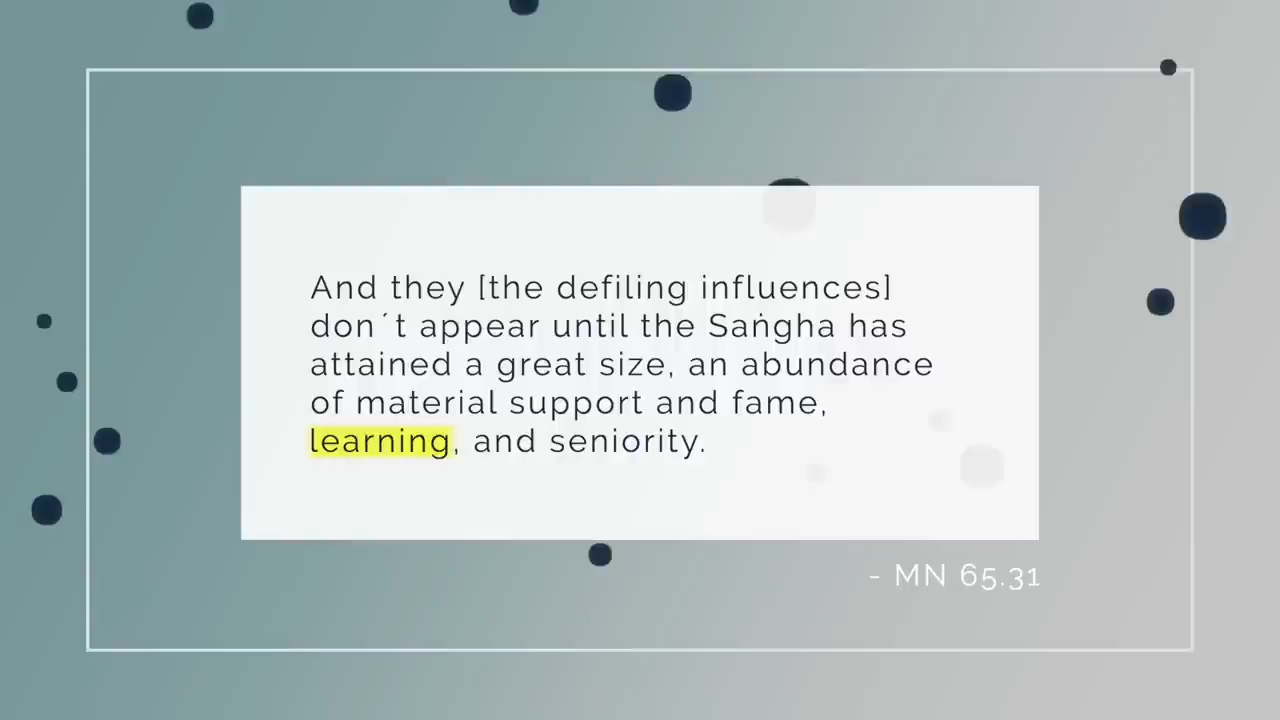 And they [the defiling influences]
don´t appear until the Saṅgha has
attained a great size, an abundance
of material support and fame,
learning, and seniority.
- MN 65.31